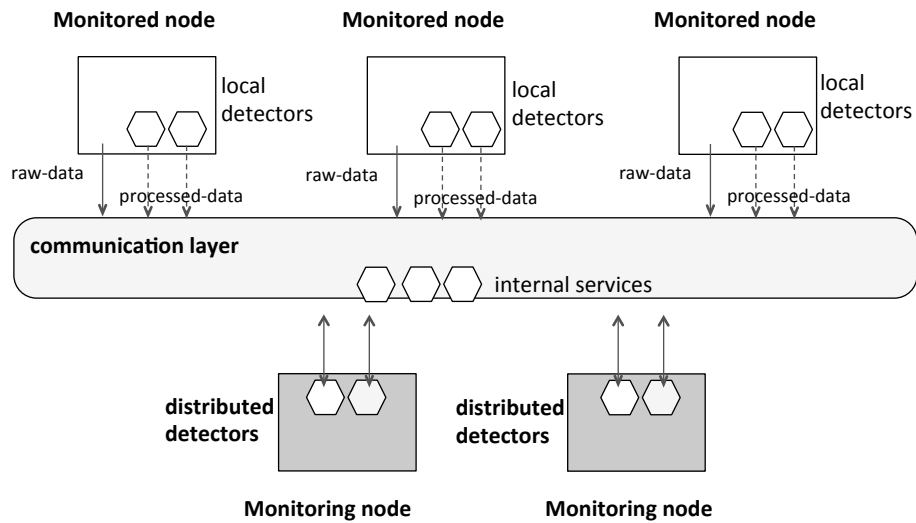 Monitored node
Monitored node
Monitored node
local
detectors
local
detectors
local
detectors
raw-data
processed-data
raw-data
processed-data
raw-data
processed-data
communication layer
internal services
distributed
detectors
distributed
detectors
Monitoring node
Monitoring node